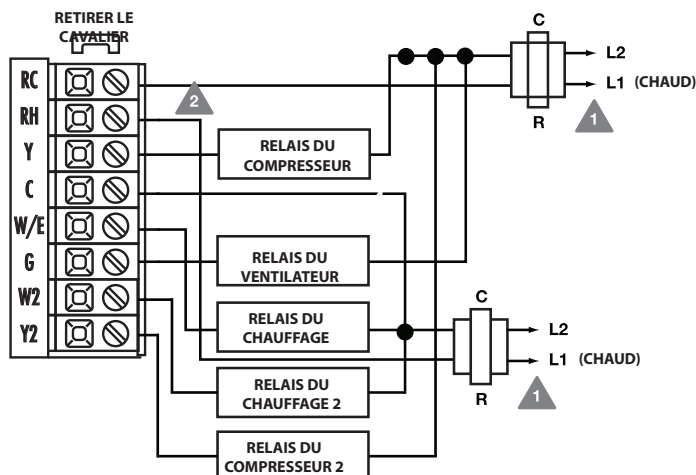 RETIRER LE
CAVALIER
RC
RH
Y
C
W/E
G
W2
Y2
2
RELAIS DU
COMPRESSEUR
RELAIS DU
VENTILATEUR
RELAIS DU
CHAUFFAGE
RELAIS DU
CHAUFFAGE 2
RELAIS DU
COMPRESSEUR 2
C
L2
L1 (CHAUD)
R
1
C
L2
L1 (CHAUD)
R
1